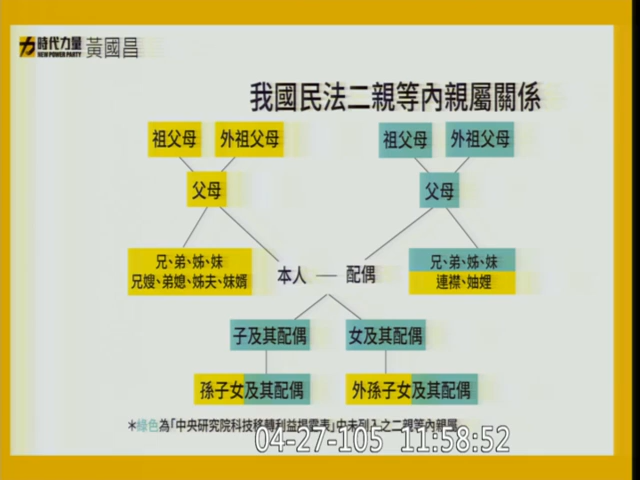 時代力量 黃國昌
NEW POWER PARTY
我國民法二親等內親屬關係
祖父母 外祖父母 祖父母 外祖父母
父母 父母
兄、弟、姊、妹
兄嫂、弟媳、姊夫、妹婿
本人 配偶
兄、弟、姊、妹
連襟、妯娌
子及其配偶 女及其配偶
孫子女及其配偶 外孫子女及其配偶
*綠色為「中央研究院科技移轉利益揭露表」中未列入之二親等內親屬
04-27-105 11:58:52